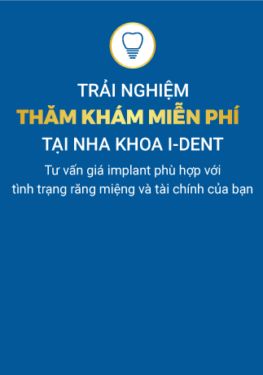 TRẢI NGHIỆM
THĂM KHÁM MIỄN PHÍ
TẠI NHA KHOA I-DENT
Tư vấn giá implant phù hợp với
tình trạng răng miệng và tài chính của bạn